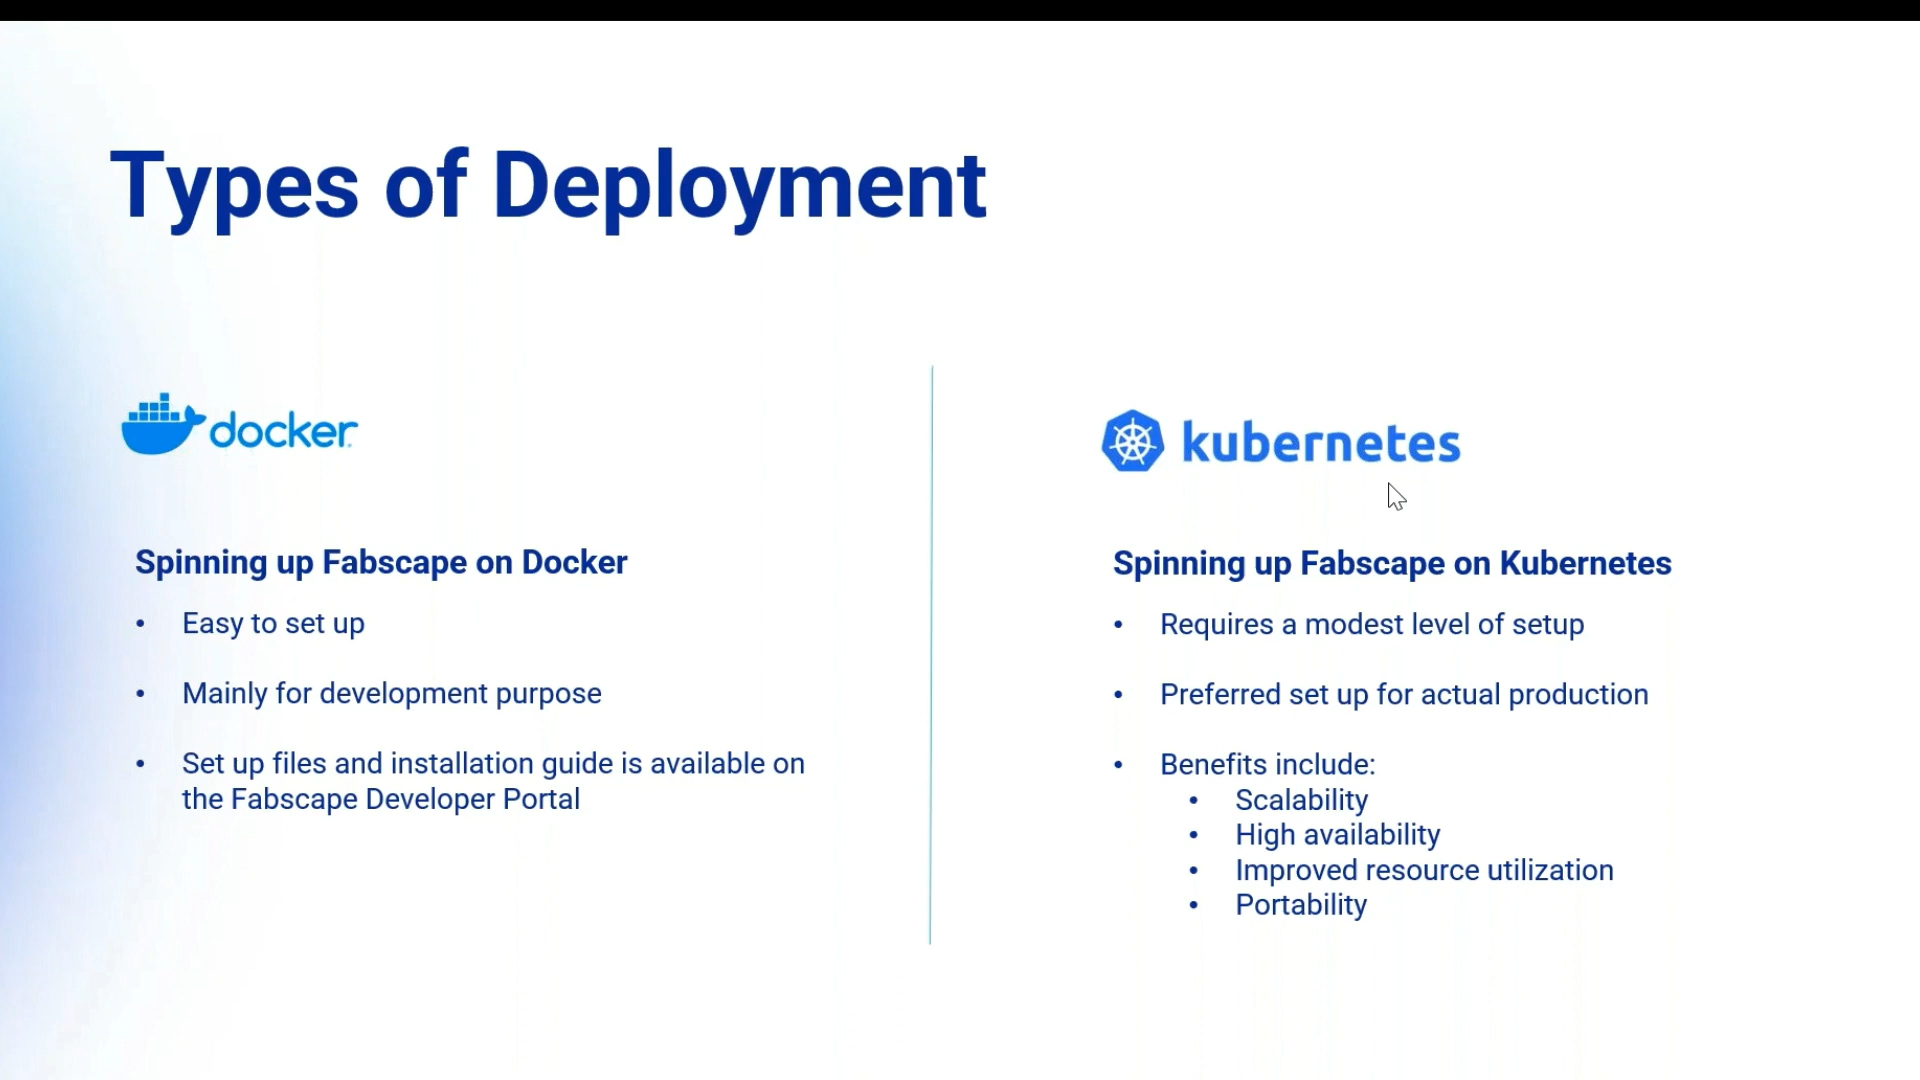 Types of Deployment
docker
Spinning up Fabscape on Docker
• Easy to set up
• Mainly for development purpose
• Set up files and installation guide is available on
the Fabscape Developer Portal
kubernetes
Spinning up Fabscape on Kubernetes
• Requires a modest level of setup
• Preferred set up for actual production
• Benefits include:
• Scalability
• High availability
• Improved resource utilization
• Portability